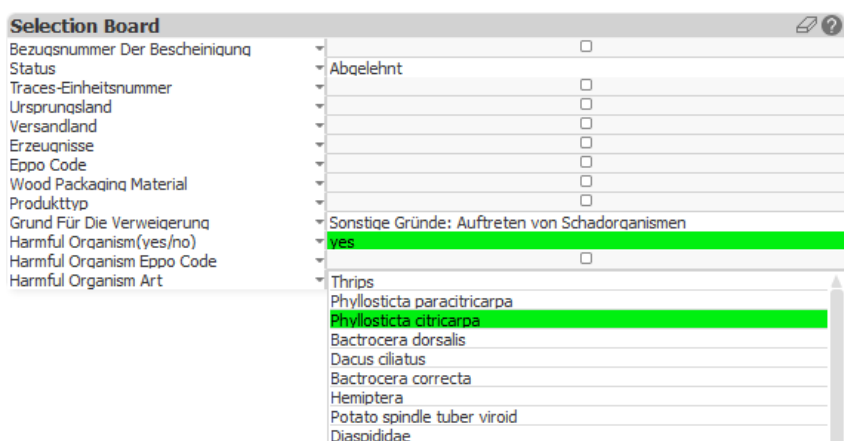 Selection Board
Bezugsnummer Der Bescheinigung
Status Abgelehnt
Traces-Einheitsnummer
Ursprungsland
Versandland
Erzeugnisse
Eppo Code
Wood Packaging Material
Produkttyp
Grund Für Die Verweigerung Sonstige Gründe: Auftreten von Schadorganismen
Harmful Organism(yes/no) yes
Harmful Organism Eppo Code
Harmful Organism Art Thrips
Phyllosticta paracitricarpa
Phyllosticta citricarpa
Bactrocera dorsalis
Dacus ciliatus
Bactrocera correcta
Hemiptera
Potato spindle tuber viroid
Diaspididae